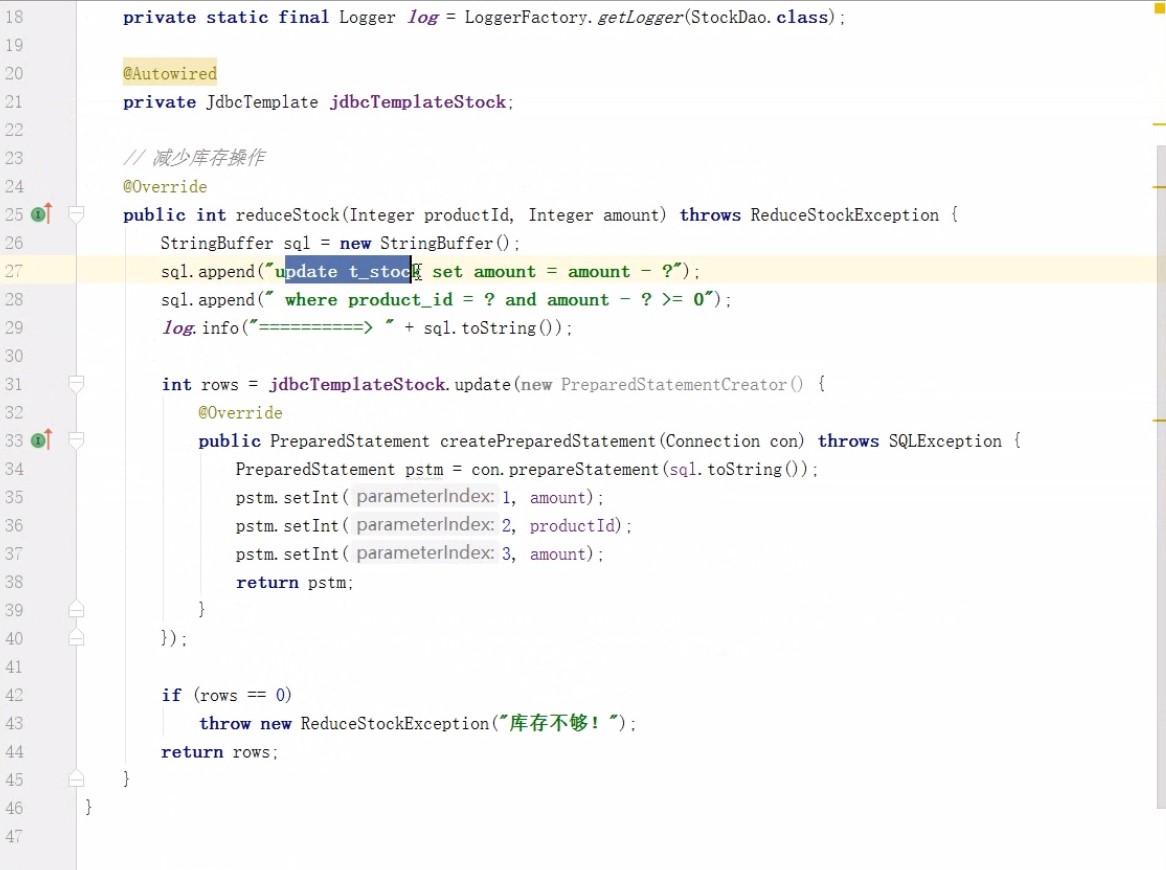 18 private static final Logger log = LoggerFactory.getLogger(StockDao.class);
19
20 @Autowired
21 private JdbcTemplate jdbcTemplateStock;
22
23 // 减少库存操作
24 @Override
25 public int reduceStock(Integer productId, Integer amount) throws ReduceStockException {
26 StringBuffer sql = new StringBuffer();
27 sql.append("update t_stock set amount = amount - ?");
28 sql.append(" where product_id = ? and amount - ? >= 0");
29 log.info("==========> " + sql.toString());
30
31 int rows = jdbcTemplateStock.update(new PreparedStatementCreator() {
32 @Override
33 public PreparedStatement createPreparedStatement(Connection con) throws SQLException {
34 PreparedStatement pstm = con.prepareStatement(sql.toString());
35 pstm.setInt( parameterIndex: 1, amount);
36 pstm.setInt( parameterIndex: 2, productId);
37 pstm.setInt( parameterIndex: 3, amount);
38 return pstm;
39 }
40 });
41
42 if (rows == 0)
43 throw new ReduceStockException("库存不够！");
44 return rows;
45 }
46 }
47